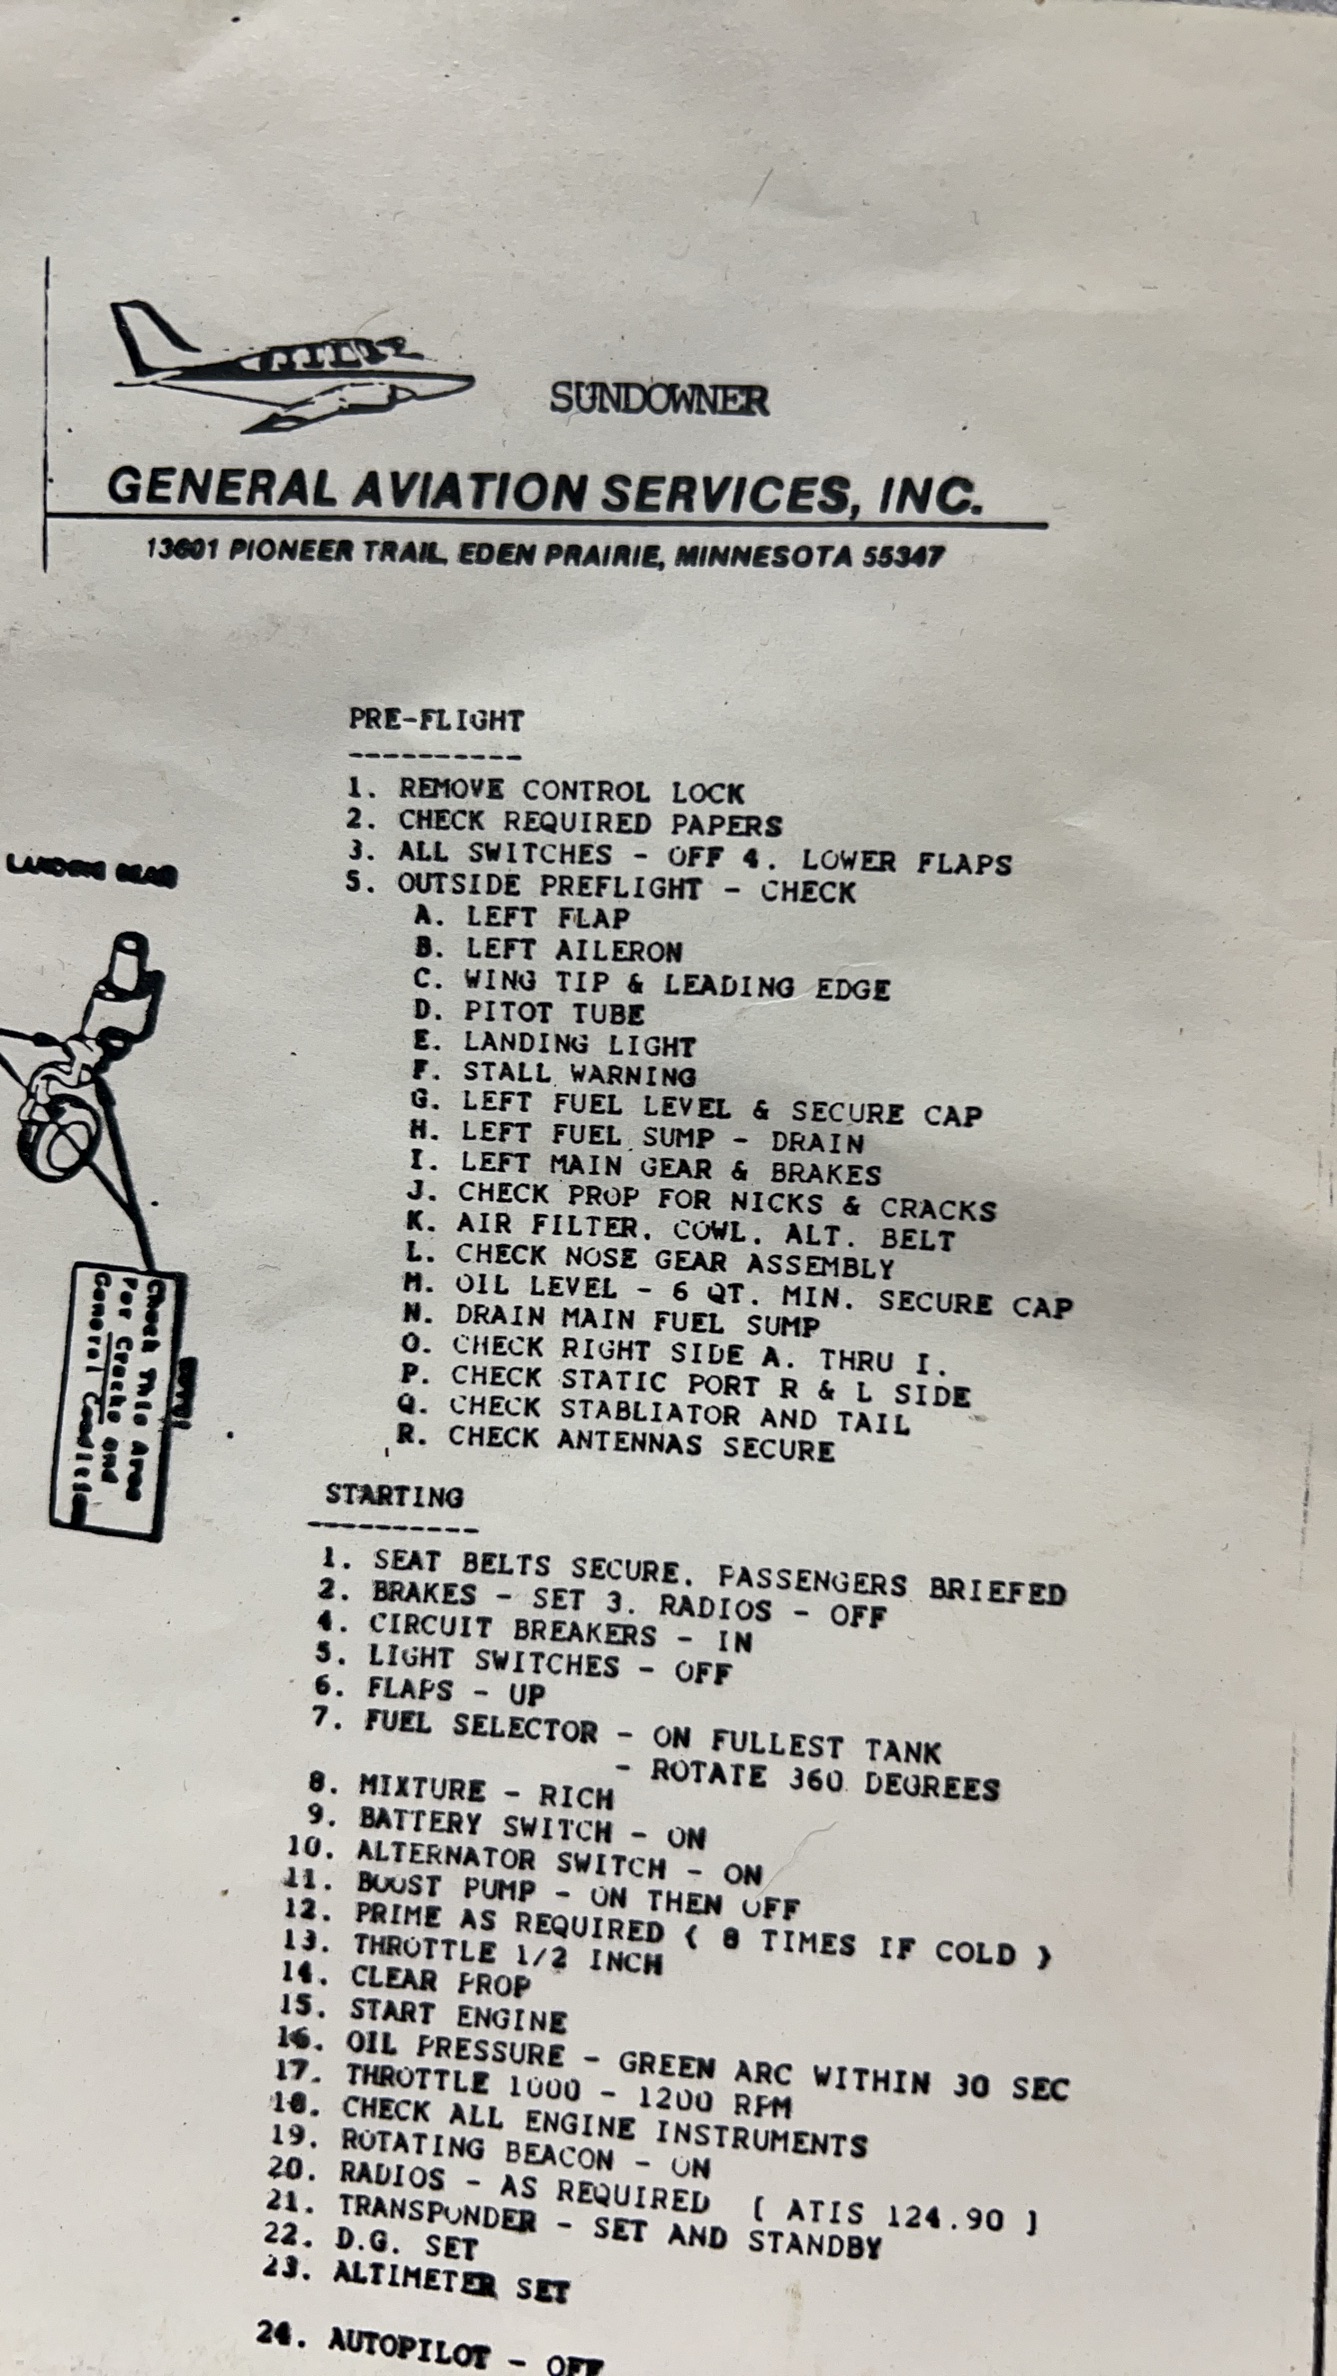 SUNDOWNER
GENERAL AVIATION SERVICES, INC.
13601 PIONEER TRAIL, EDEN PRAIRIE, MINNESOTA 55347
PRE-FLIGHT
----------
1. REMOVE CONTROL LOCK
2. CHECK REQUIRED PAPERS
3. ALL SWITCHES - OFF 4. LOWER FLAPS
5. OUTSIDE PREFLIGHT - CHECK
A. LEFT FLAP
B. LEFT AILERON
C. WING TIP & LEADING EDGE
D. PITOT TUBE
E. LANDING LIGHT
F. STALL WARNING
G. LEFT FUEL LEVEL & SECURE CAP
H. LEFT FUEL SUMP - DRAIN
I. LEFT MAIN GEAR & BRAKES
J. CHECK PROP FOR NICKS & CRACKS
K. AIR FILTER. COWL. ALT. BELT
L. CHECK NOSE GEAR ASSEMBLY
M. OIL LEVEL - 6 QT. MIN. SECURE CAP
N. DRAIN MAIN FUEL SUMP
O. CHECK RIGHT SIDE A. THRU I.
P. CHECK STATIC PORT R & L SIDE
Q. CHECK STABLIATOR AND TAIL
R. CHECK ANTENNAS SECURE
LANDING GEAR
Check This Area
For Cracks and
General Condition
STARTING
----------
1. SEAT BELTS SECURE. PASSENGERS BRIEFED
2. BRAKES - SET 3. RADIOS - OFF
4. CIRCUIT BREAKERS - IN
5. LIGHT SWITCHES - OFF
6. FLAPS - UP
7. FUEL SELECTOR - ON FULLEST TANK
- ROTATE 360 DEGREES
8. MIXTURE - RICH
9. BATTERY SWITCH - ON
10. ALTERNATOR SWITCH - ON
11. BOOST PUMP - ON THEN OFF
12. PRIME AS REQUIRED ( 8 TIMES IF COLD )
13. THROTTLE 1/2 INCH
14. CLEAR PROP
15. START ENGINE
16. OIL PRESSURE - GREEN ARC WITHIN 30 SEC
17. THROTTLE 1000 - 1200 RPM
18. CHECK ALL ENGINE INSTRUMENTS
19. ROTATING BEACON - ON
20. RADIOS - AS REQUIRED [ ATIS 124.90 ]
21. TRANSPONDER - SET AND STANDBY
22. D.G. SET
23. ALTIMETER SET
24. AUTOPILOT - OFF